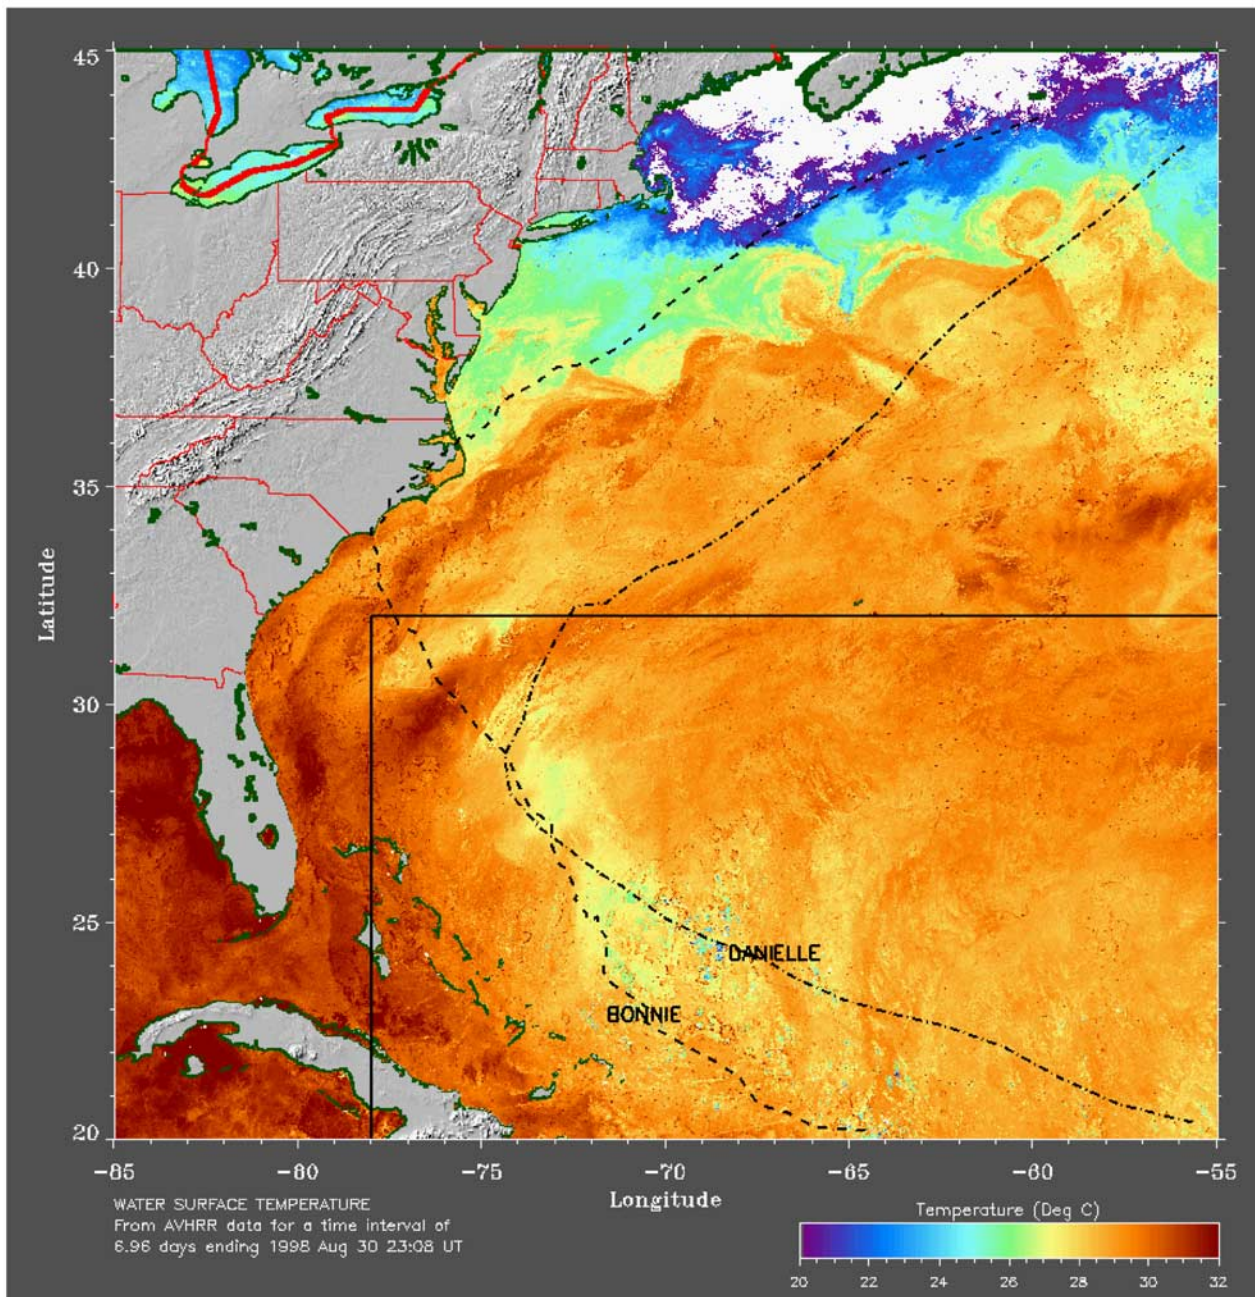 45
40
Latitude
35
30
25
DANIELLE
BONNIE
20
−85 −80 −75 −70 −65 −60 −55
Longitude
WATER SURFACE TEMPERATURE
From AVHRR data for a time interval of
6.96 days ending 1998 Aug 30 23:08 UT
Temperature (Deg C)
20 22 24 26 28 30 32